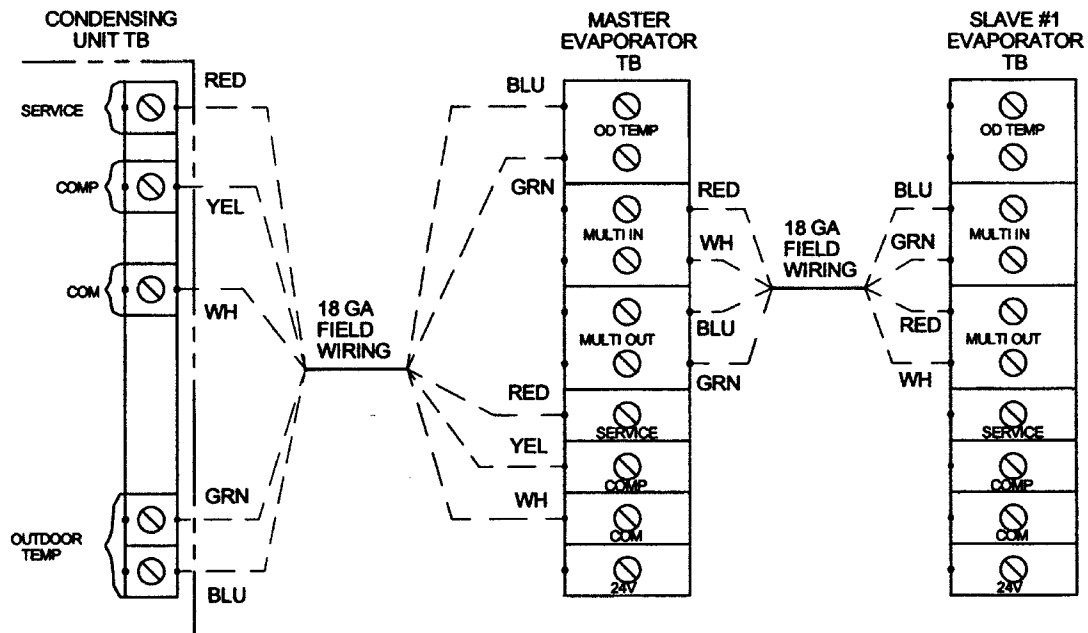 CONDENSING
UNIT TB
SERVICE
COMP
COM
OUTDOOR
TEMP
RED
YEL
WH
GRN
BLU
18 GA
FIELD
WIRING
BLU
GRN
RED
YEL
WH
MASTER
EVAPORATOR
TB
OD TEMP
MULTI IN
MULTI OUT
SERVICE
COMP
COM
24V
RED
WH
BLU
GRN
18 GA
FIELD
WIRING
BLU
GRN
RED
WH
SLAVE #1
EVAPORATOR
TB
OD TEMP
MULTI IN
MULTI OUT
SERVICE
COMP
COM
24V